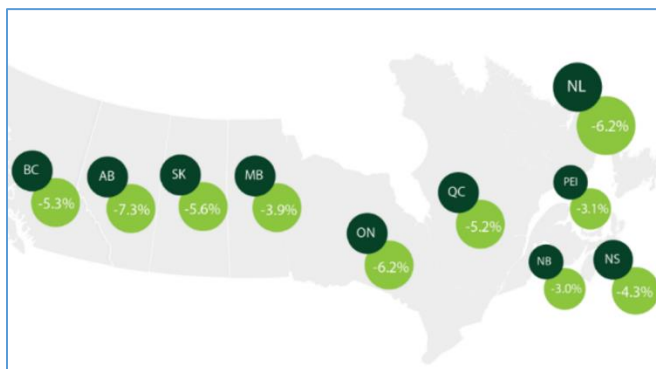 BC
-5.3%
AB
-7.3%
SK
-5.6%
MB
-3.9%
ON
-6.2%
QC
-5.2%
NL
-6.2%
PEI
-3.1%
NB
-3.0%
NS
-4.3%